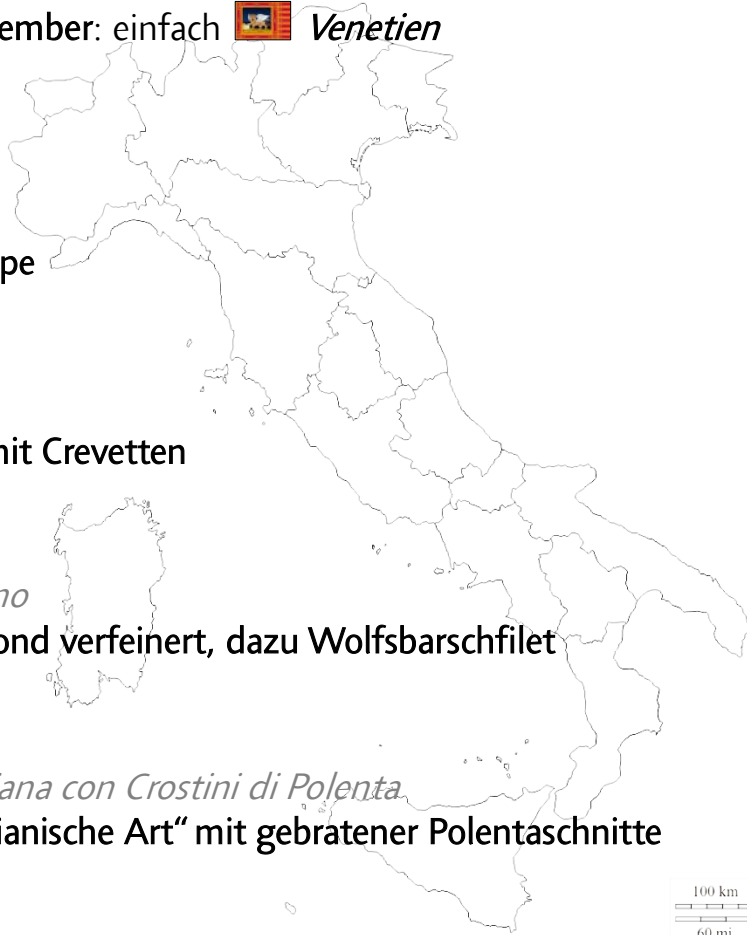 ember: einfach Venetien
pe
nit Crevetten
no
ond verfeinert, dazu Wolfsbarschfilet
iana con Crostini di Polenta
ianische Art“ mit gebratener Polentaschnitte
100 km
60 mi